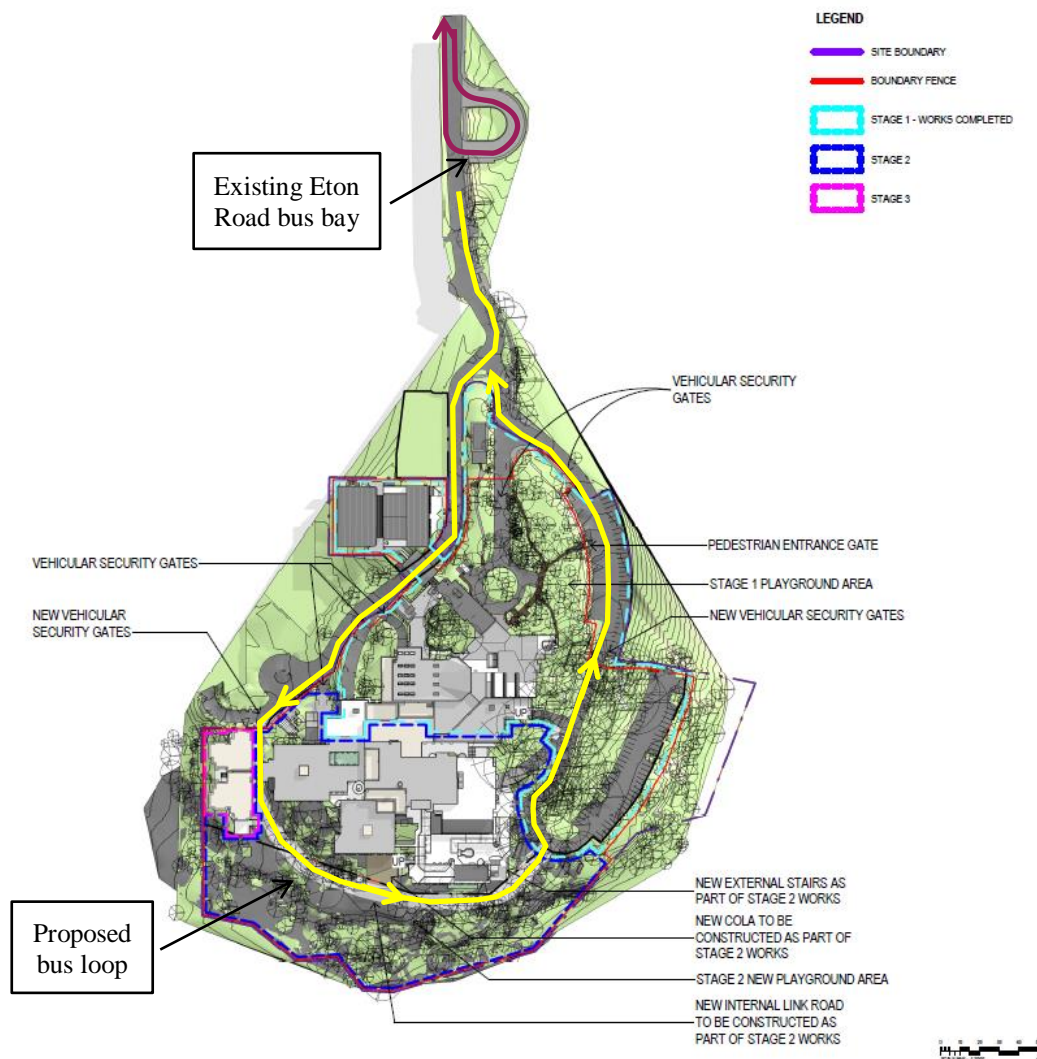 LEGEND
SITE BOUNDARY
BOUNDARY FENCE
STAGE 1 - WORKS COMPLETED
STAGE 2
STAGE 3
Existing Eton
Road bus bay
VEHICULAR SECURITY
GATES
VEHICULAR SECURITY GATES
NEW VEHICULAR
SECURITY GATES
PEDESTRIAN ENTRANCE GATE
STAGE 1 PLAYGROUND AREA
NEW VEHICULAR SECURITY GATES
UP
UP
Proposed
bus loop
NEW EXTERNAL STAIRS AS
PART OF STAGE 2 WORKS
NEW COLA TO BE
CONSTRUCTED AS PART OF
STAGE 2 WORKS
STAGE 2 NEW PLAYGROUND AREA
NEW INTERNAL LINK ROAD
TO BE CONSTRUCTED AS
PART OF STAGE 2 WORKS